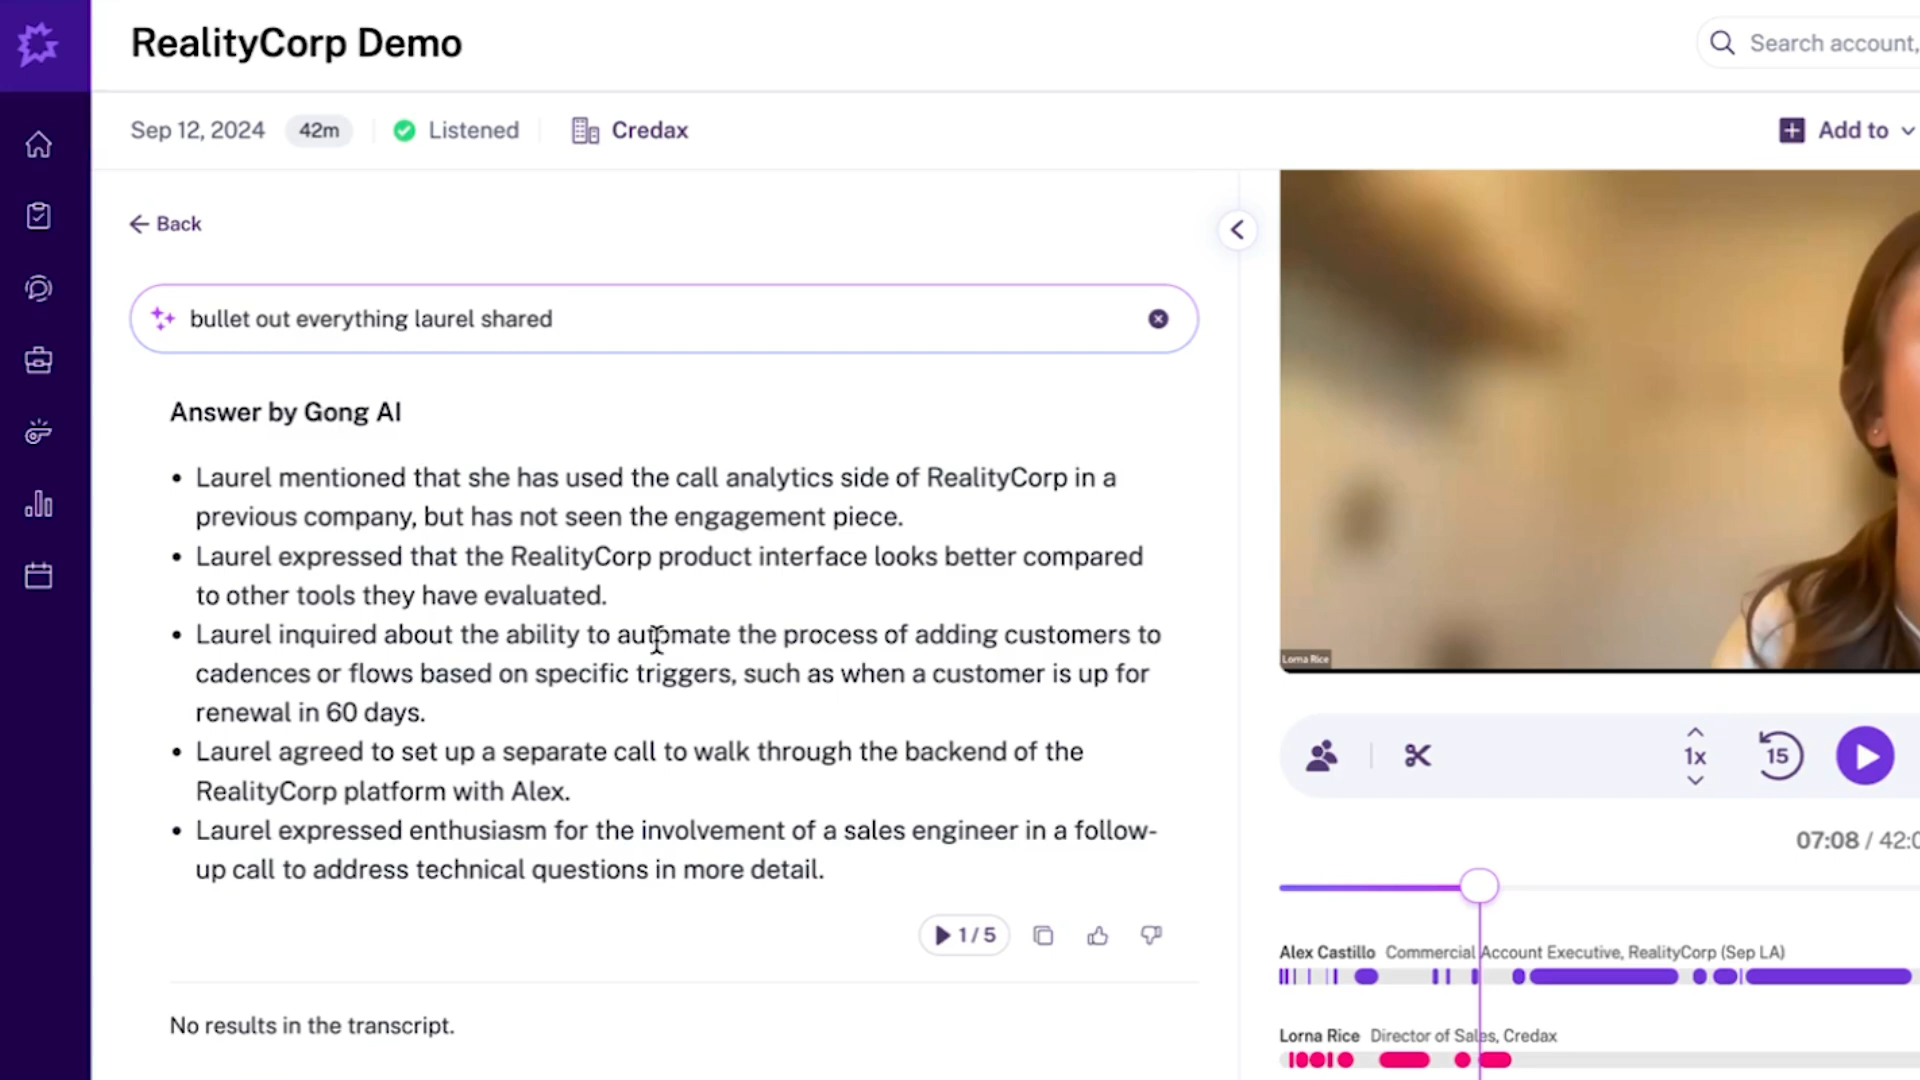 RealityCorp Demo
Search account,
Sep 12, 2024
42m
Listened
Credax
Add to
Back
bullet out everything laurel shared
Answer by Gong AI
• Laurel mentioned that she has used the call analytics side of RealityCorp in a
previous company, but has not seen the engagement piece.
• Laurel expressed that the RealityCorp product interface looks better compared
to other tools they have evaluated.
• Laurel inquired about the ability to automate the process of adding customers to
cadences or flows based on specific triggers, such as when a customer is up for
renewal in 60 days.
• Laurel agreed to set up a separate call to walk through the backend of the
RealityCorp platform with Alex.
• Laurel expressed enthusiasm for the involvement of a sales engineer in a follow-
up call to address technical questions in more detail.
1 / 5
No results in the transcript.
Lorna Rice
1x
15
07:08 / 42:0
Alex Castillo Commercial Account Executive, RealityCorp (Sep LA)
Lorna Rice Director of Sales, Credax